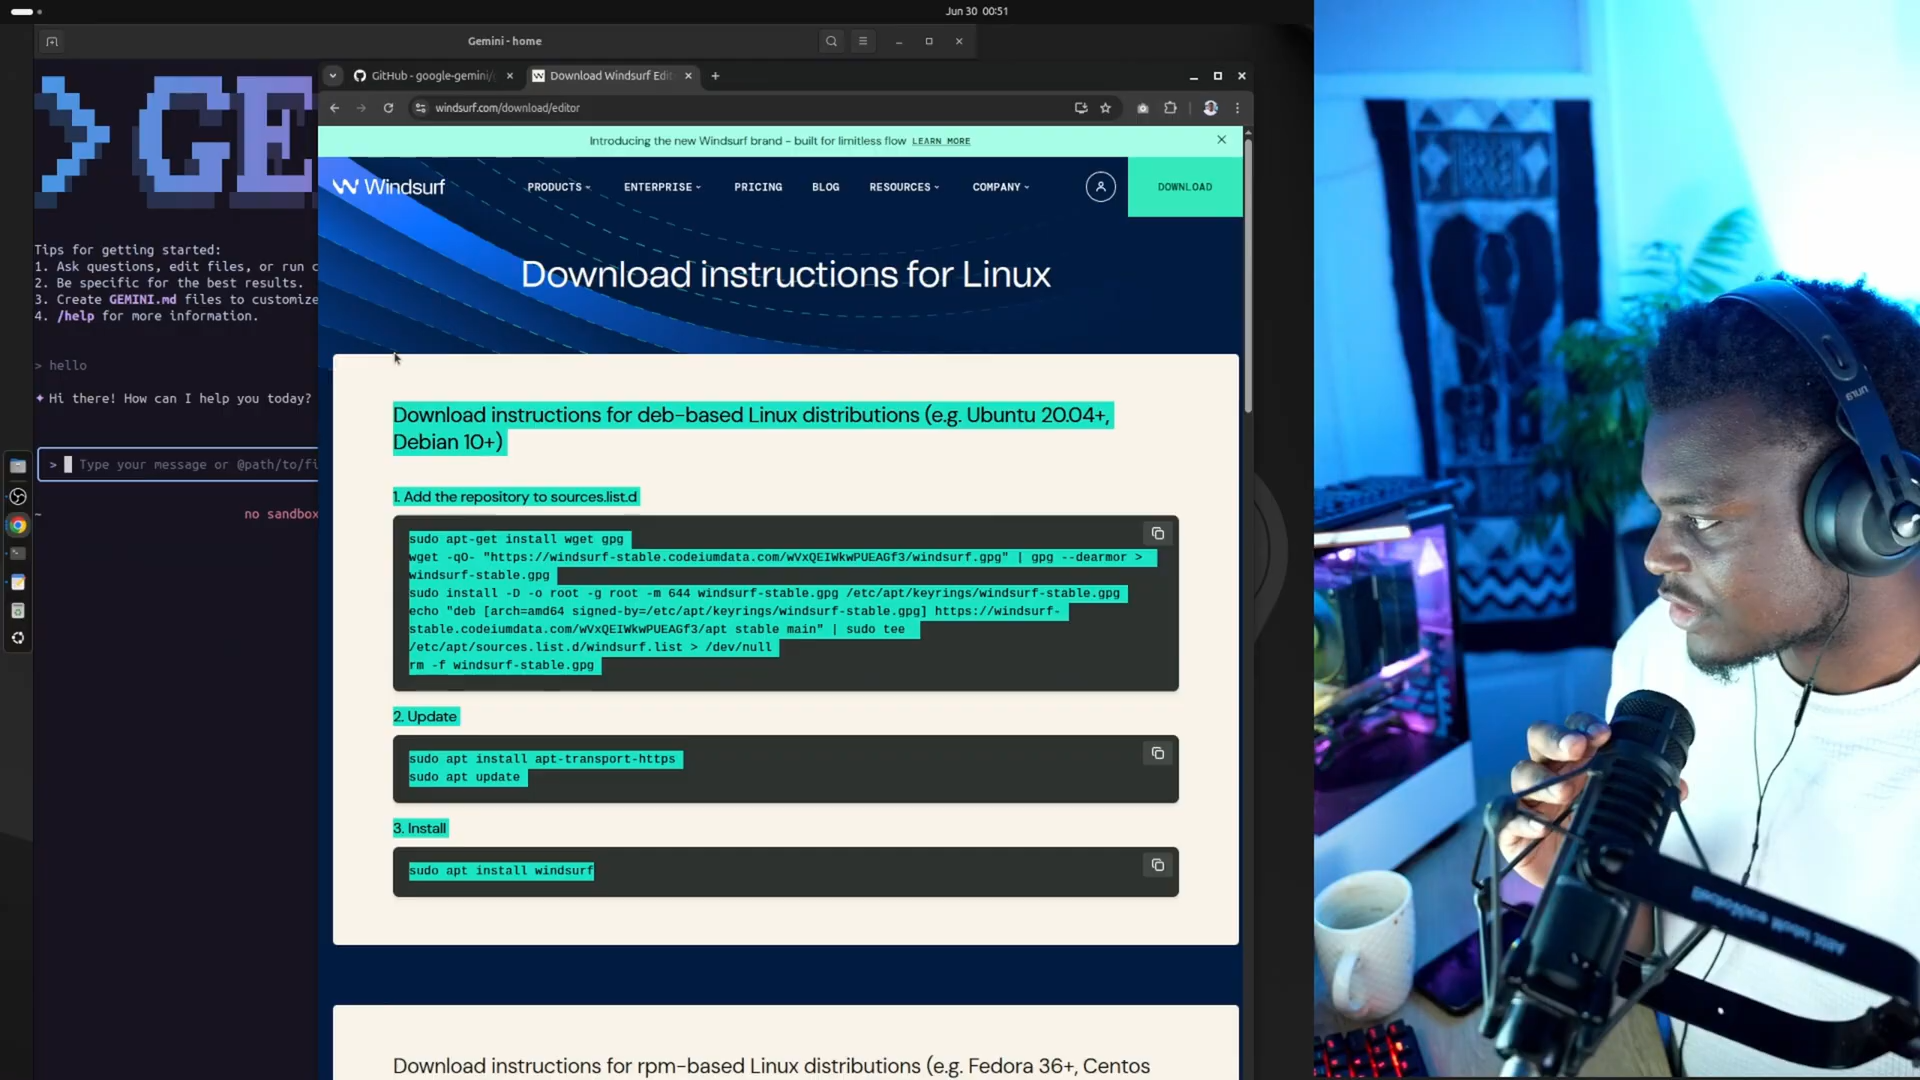 Jun 30 00:51
Gemini - home
GitHub - google-gemini/
Download Windsurf Edi
windsurf.com/download/editor
Introducing the new Windsurf brand – built for limitless flow LEARN MORE
Windsurf
PRODUCTS
ENTERPRISE
PRICING
BLOG
RESOURCES
COMPANY
DOWNLOAD
>GE
Tips for getting started:
1. Ask questions, edit files, or run c
2. Be specific for the best results.
3. Create GEMINI.md files to customize
4. /help for more information.
> hello
✦ Hi there! How can I help you today?
> Type your message or @path/to/fi
~ no sandbox
Download instructions for Linux
Download instructions for deb-based Linux distributions (e.g. Ubuntu 20.04+,
Debian 10+)
1. Add the repository to sources.list.d
sudo apt-get install wget gpg
wget -qO- "https://windsurf-stable.codeiumdata.com/wVxQEIWkwPUEAGf3/windsurf.gpg" | gpg --dearmor >
windsurf-stable.gpg
sudo install -D -o root -g root -m 644 windsurf-stable.gpg /etc/apt/keyrings/windsurf-stable.gpg
echo "deb [arch=amd64 signed-by=/etc/apt/keyrings/windsurf-stable.gpg] https://windsurf-
stable.codeiumdata.com/wVxQEIWkwPUEAGf3/apt stable main" | sudo tee
/etc/apt/sources.list.d/windsurf.list > /dev/null
rm -f windsurf-stable.gpg
2. Update
sudo apt install apt-transport-https
sudo apt update
3. Install
sudo apt install windsurf
Download instructions for rpm-based Linux distributions (e.g. Fedora 36+, Centos